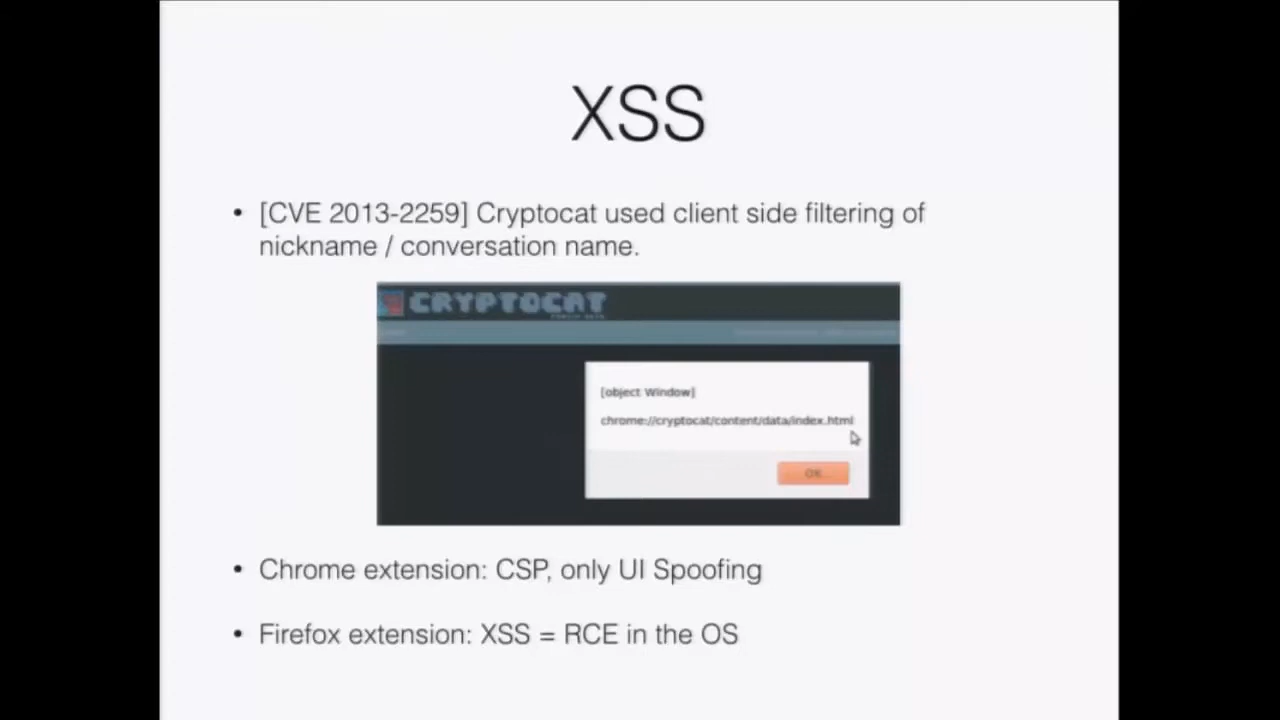 XSS
• [CVE 2013-2259] Cryptocat used client side filtering of
nickname / conversation name.
CRYPTOCAT
[object Window]
chrome://cryptocat/content/data/index.html
OK
• Chrome extension: CSP, only UI Spoofing
• Firefox extension: XSS = RCE in the OS